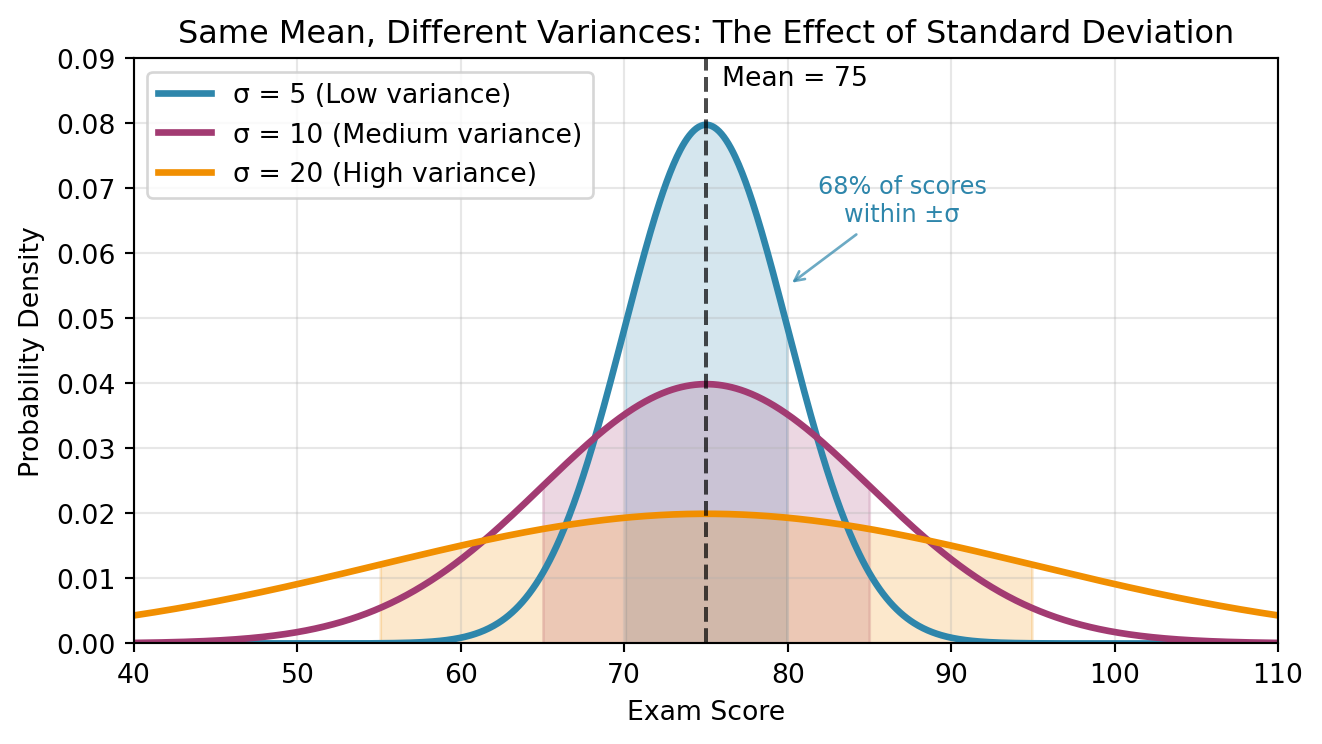 Same Mean, Different Variances: The Effect of Standard Deviation
Mean = 75
σ = 5 (Low variance)
σ = 10 (Medium variance)
σ = 20 (High variance)
68% of scores
within ±σ
Probability Density
0.09
0.08
0.07
0.06
0.05
0.04
0.03
0.02
0.01
0.00
40 50 60 70 80 90 100 110
Exam Score